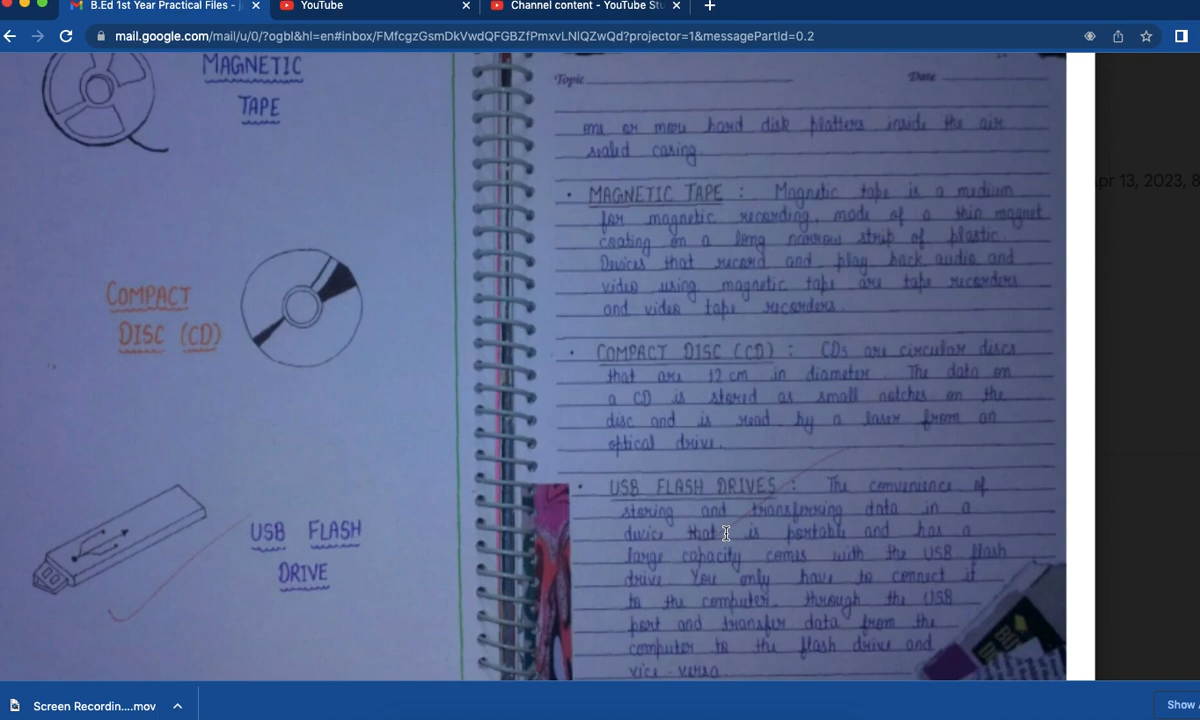 B.Ed 1st Year Practical Files -
YouTube
Channel content - YouTube Stu
mail.google.com/mail/u/0/?ogbl&hl=en#inbox/FMfcgzGsmDkVwdQFGBZfPmxvLNlQZwQd?projector=1&messagePartId=0.2
MAGNETIC
TAPE
COMPACT
DISC (CD)
USB FLASH
DRIVE
Topic
Date
one or more hard disk platters inside the air
sealed casing.
• MAGNETIC TAPE : Magnetic tape is a medium
for magnetic recording, made of a thin magnet
coating on a long narrow strip of plastic.
Devices that record and play back audio and
video using magnetic tape are tape recorders
and video tape recorders.
• COMPACT DISC (CD) : CDs are circular discs
that are 12 cm in diameter. The data on
a CD is stored as small notches on the
disc and is read by a laser from an
optical drive.
• USB FLASH DRIVES : The convenience of
storing and transferring data in a
device that is portable and has a
large capacity comes with the USB flash
drive. You only have to connect it
to the computer through the USB
port and transfer data from the
computer to the flash drive and
vice-versa.
pr 13, 2023, 8
Screen Recordin....mov
Show